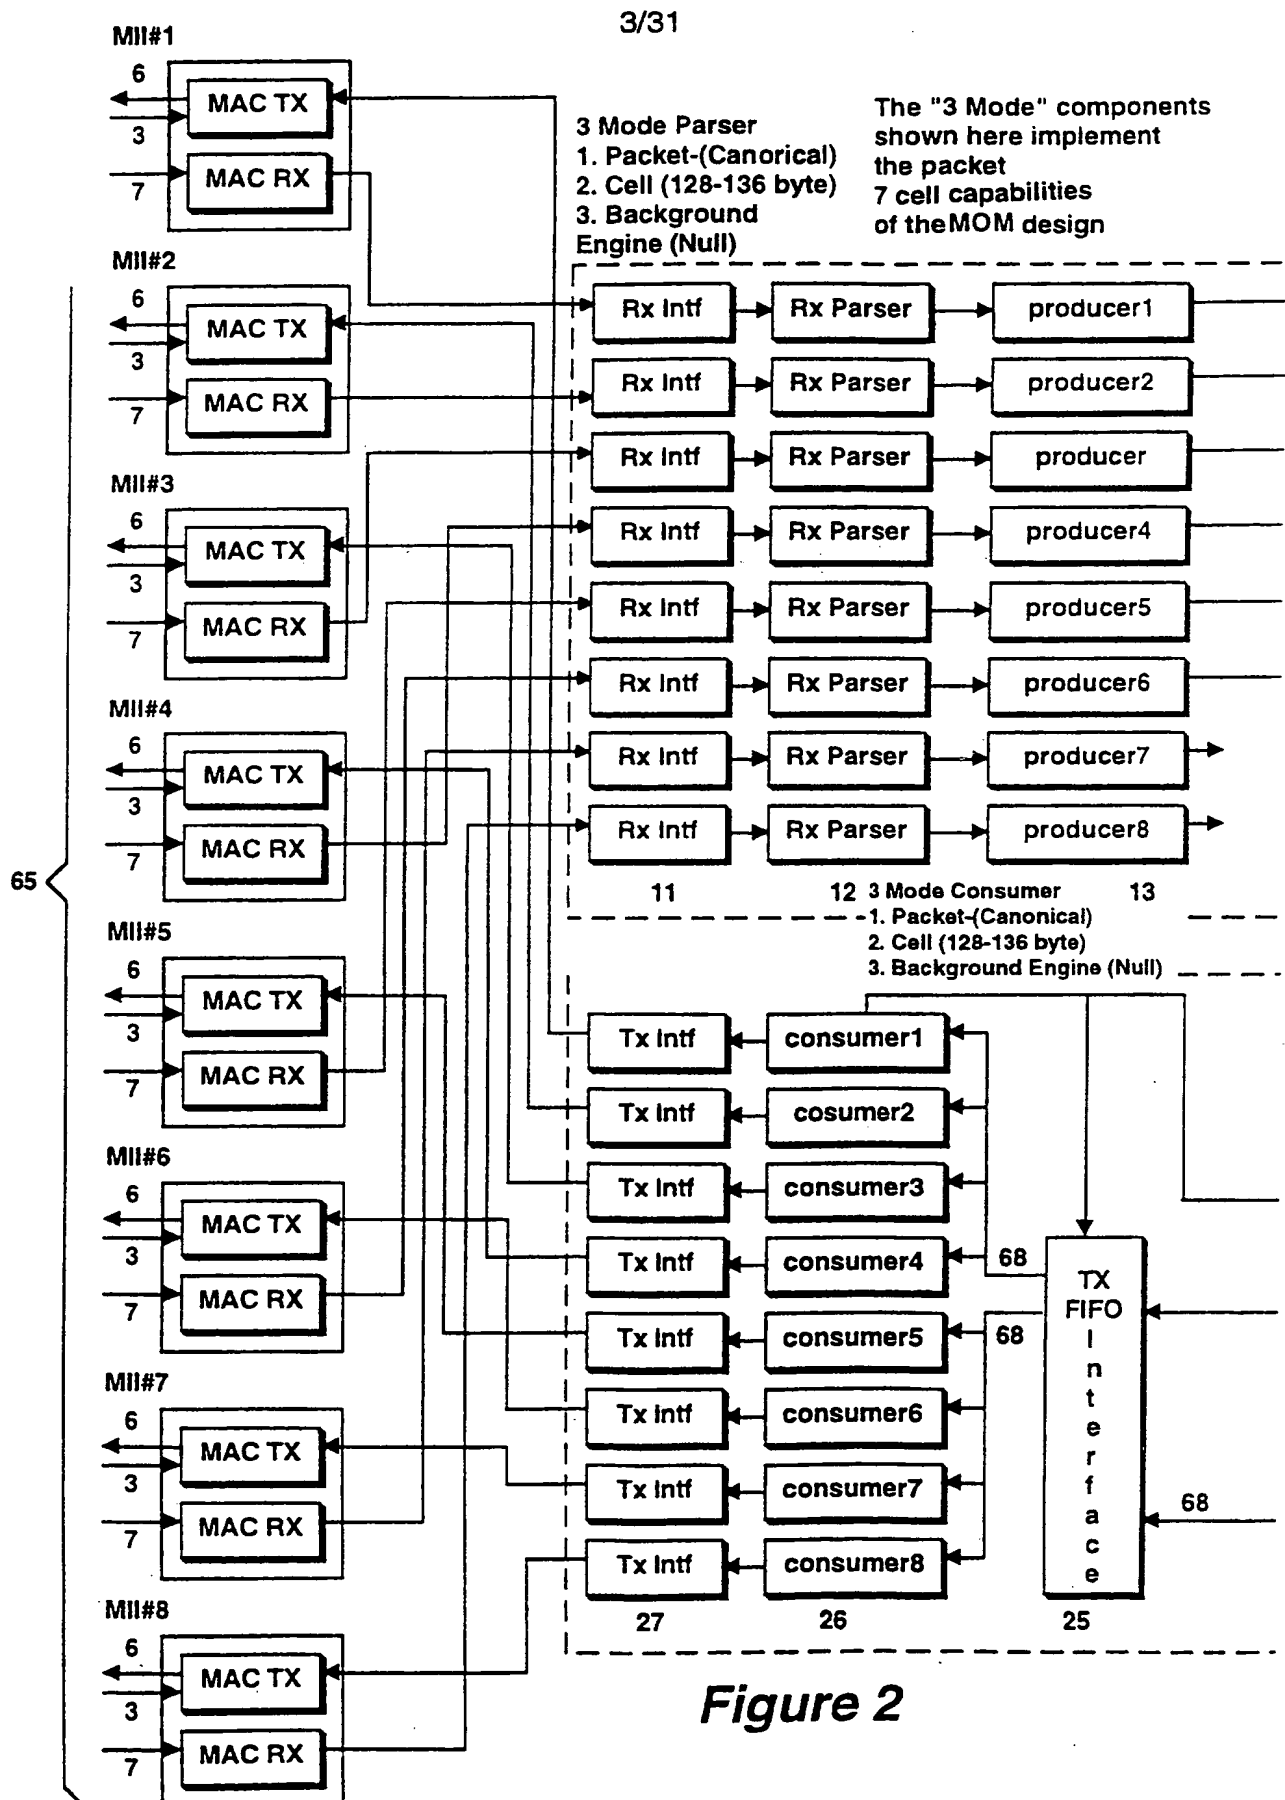 3/31
MII#1
6
MAC TX
3
MAC RX
7
3 Mode Parser
1. Packet-(Canorical)
2. Cell (128-136 byte)
3. Background
Engine (Null)
The "3 Mode" components
shown here implement
the packet
7 cell capabilities
of theMOM design
MII#2
6
MAC TX
3
MAC RX
7
MII#3
6
MAC TX
3
MAC RX
7
MII#4
6
MAC TX
3
MAC RX
7
65
MII#5
6
MAC TX
3
MAC RX
7
MII#6
6
MAC TX
3
MAC RX
7
MII#7
6
MAC TX
3
MAC RX
7
MII#8
6
MAC TX
3
MAC RX
7
Rx Intf Rx Parser producer1
Rx Intf Rx Parser producer2
Rx Intf Rx Parser producer
Rx Intf Rx Parser producer4
Rx Intf Rx Parser producer5
Rx Intf Rx Parser producer6
Rx Intf Rx Parser producer7
Rx Intf Rx Parser producer8
11 12 13
3 Mode Consumer
1. Packet-(Canonical)
2. Cell (128-136 byte)
3. Background Engine (Null)
Tx Intf consumer1
Tx Intf cosumer2
Tx Intf consumer3
Tx Intf consumer4
Tx Intf consumer5
Tx Intf consumer6
Tx Intf consumer7
Tx Intf consumer8
68
68
TX
FIFO
I
n
t
e
r
f
a
c
e
68
27 26 25
Figure 2